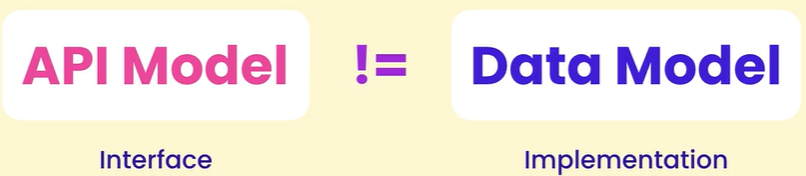 API Model != Data Model
Interface Implementation